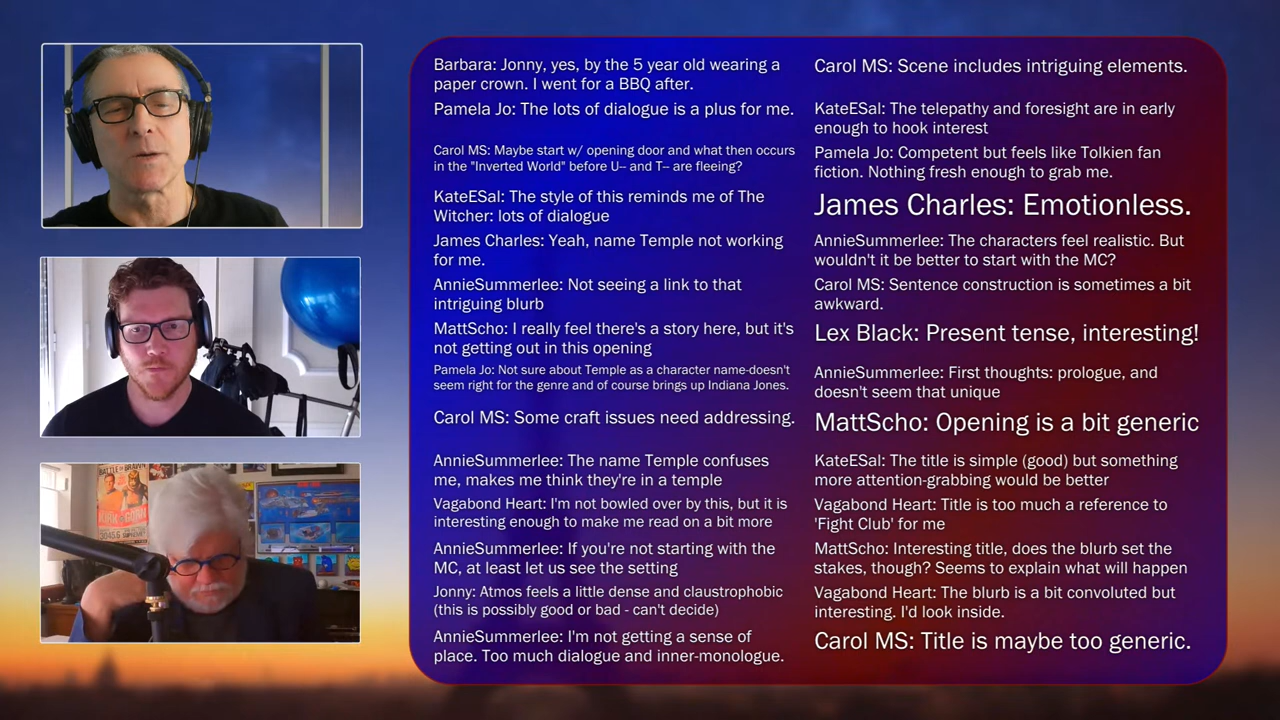 Barbara: Jonny, yes, by the 5 year old wearing a
paper crown. I went for a BBQ after.
Pamela Jo: The lots of dialogue is a plus for me.
Carol MS: Maybe start w/ opening door and what then occurs
in the "Inverted World" before U-- and T-- are fleeing?
KateESal: The style of this reminds me of The
Witcher: lots of dialogue
James Charles: Yeah, name Temple not working
for me.
AnnieSummerlee: Not seeing a link to that
intriguing blurb
MattScho: I really feel there's a story here, but it's
not getting out in this opening
Pamela Jo: Not sure about Temple as a character name-doesn't
seem right for the genre and of course brings up Indiana Jones.
Carol MS: Some craft issues need addressing.
AnnieSummerlee: The name Temple confuses
me, makes me think they're in a temple
Vagabond Heart: I'm not bowled over by this, but it is
interesting enough to make me read on a bit more
AnnieSummerlee: If you're not starting with the
MC, at least let us see the setting
Jonny: Atmos feels a little dense and claustrophobic
(this is possibly good or bad - can't decide)
AnnieSummerlee: I'm not getting a sense of
place. Too much dialogue and inner-monologue.
Carol MS: Scene includes intriguing elements.
KateESal: The telepathy and foresight are in early
enough to hook interest
Pamela Jo: Competent but feels like Tolkien fan
fiction. Nothing fresh enough to grab me.
James Charles: Emotionless.
AnnieSummerlee: The characters feel realistic. But
wouldn't it be better to start with the MC?
Carol MS: Sentence construction is sometimes a bit
awkward.
Lex Black: Present tense, interesting!
AnnieSummerlee: First thoughts: prologue, and
doesn't seem that unique
MattScho: Opening is a bit generic
KateESal: The title is simple (good) but something
more attention-grabbing would be better
Vagabond Heart: Title is too much a reference to
'Fight Club' for me
MattScho: Interesting title, does the blurb set the
stakes, though? Seems to explain what will happen
Vagabond Heart: The blurb is a bit convoluted but
interesting. I'd look inside.
Carol MS: Title is maybe too generic.